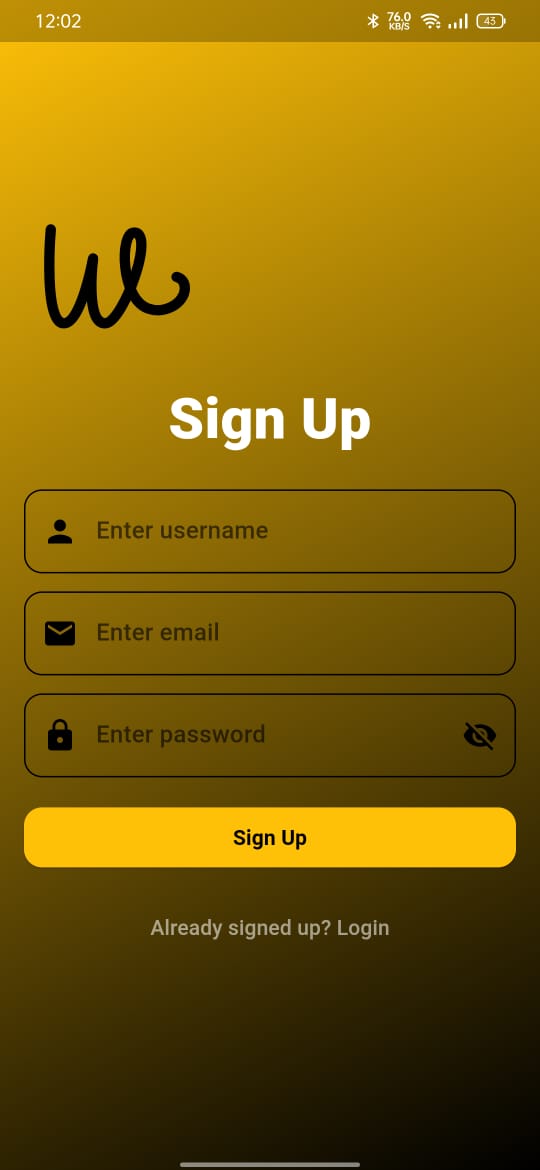 12:02
76.0
KB/S
43
We
Sign Up
Enter username
Enter email
Enter password
Sign Up
Already signed up? Login